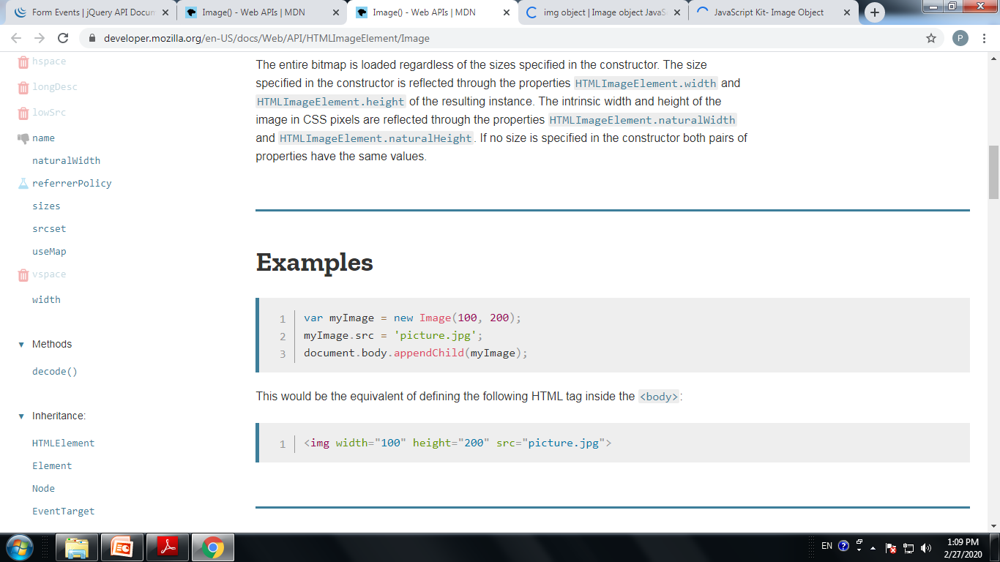 Form Events | jQuery API Docum
Image() - Web APIs | MDN
Image() - Web APIs | MDN
img object | Image object JavaS
JavaScript Kit- Image Object
developer.mozilla.org/en-US/docs/Web/API/HTMLImageElement/Image
P
hspace
longDesc
lowSrc
name
naturalWidth
referrerPolicy
sizes
srcset
useMap
vspace
width
Methods
decode()
Inheritance:
HTMLElement
Element
Node
EventTarget
The entire bitmap is loaded regardless of the sizes specified in the constructor. The size
specified in the constructor is reflected through the properties HTMLImageElement.width and
HTMLImageElement.height of the resulting instance. The intrinsic width and height of the
image in CSS pixels are reflected through the properties HTMLImageElement.naturalWidth
and HTMLImageElement.naturalHeight. If no size is specified in the constructor both pairs of
properties have the same values.
Examples
1 var myImage = new Image(100, 200);
2 myImage.src = 'picture.jpg';
3 document.body.appendChild(myImage);
This would be the equivalent of defining the following HTML tag inside the <body>:
1 <img width="100" height="200" src="picture.jpg">
EN
1:09 PM
2/27/2020